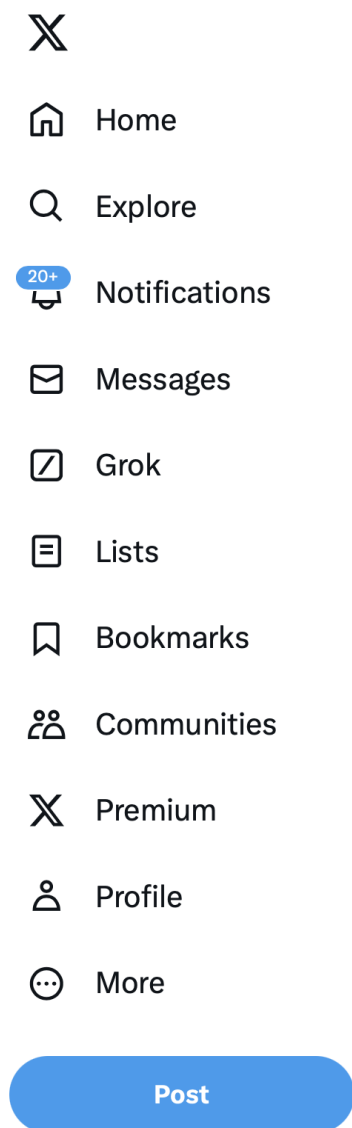 Home
Explore
20+
Notifications
Messages
Grok
Lists
Bookmarks
Communities
Premium
Profile
More
Post